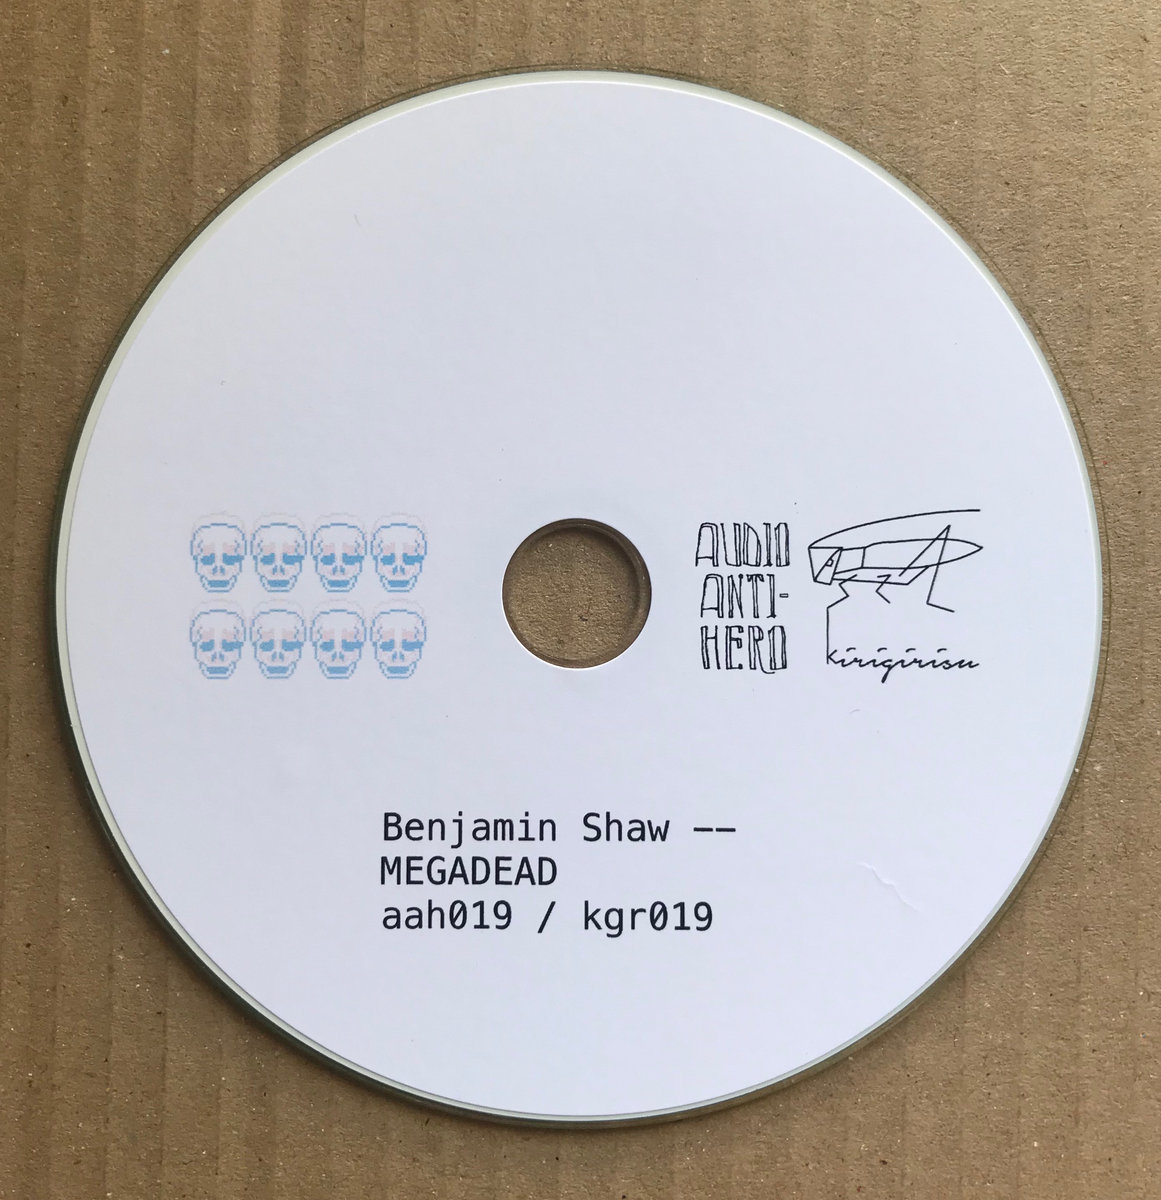 AUDIO
ANTI-
HERO
kirigirisu
Benjamin Shaw --
MEGADEAD
aah019 / kgr019